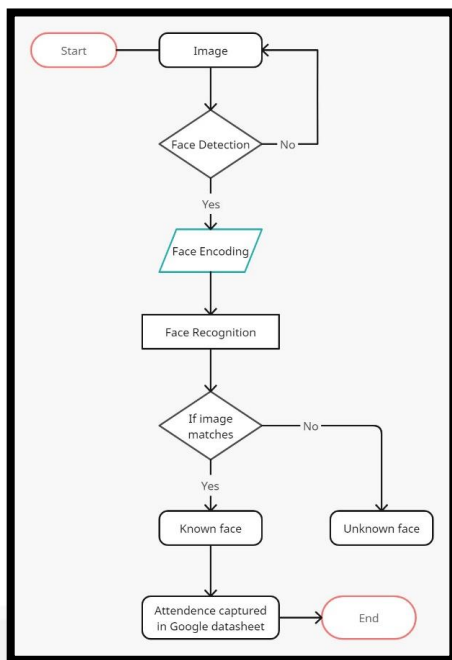 Start
Image
Face Detection
No
Yes
Face Encoding
Face Recognition
If image
matches
No
Yes
Known face
Unknown face
Attendence captured
in Google datasheet
End